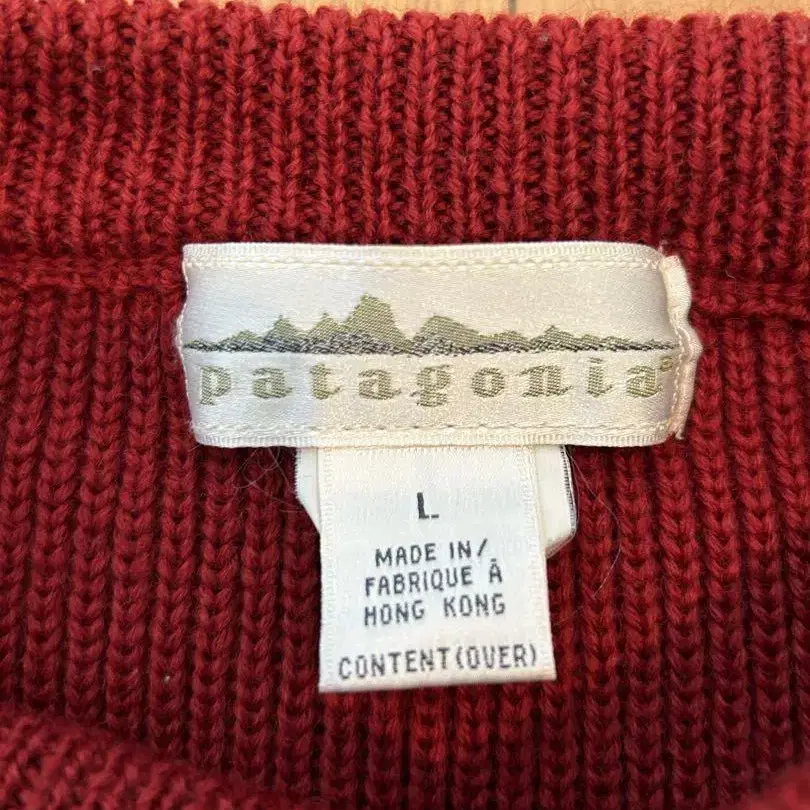 patagonia®
L
MADE IN/
FABRIQUE À
HONG KONG
CONTENT(OVER)